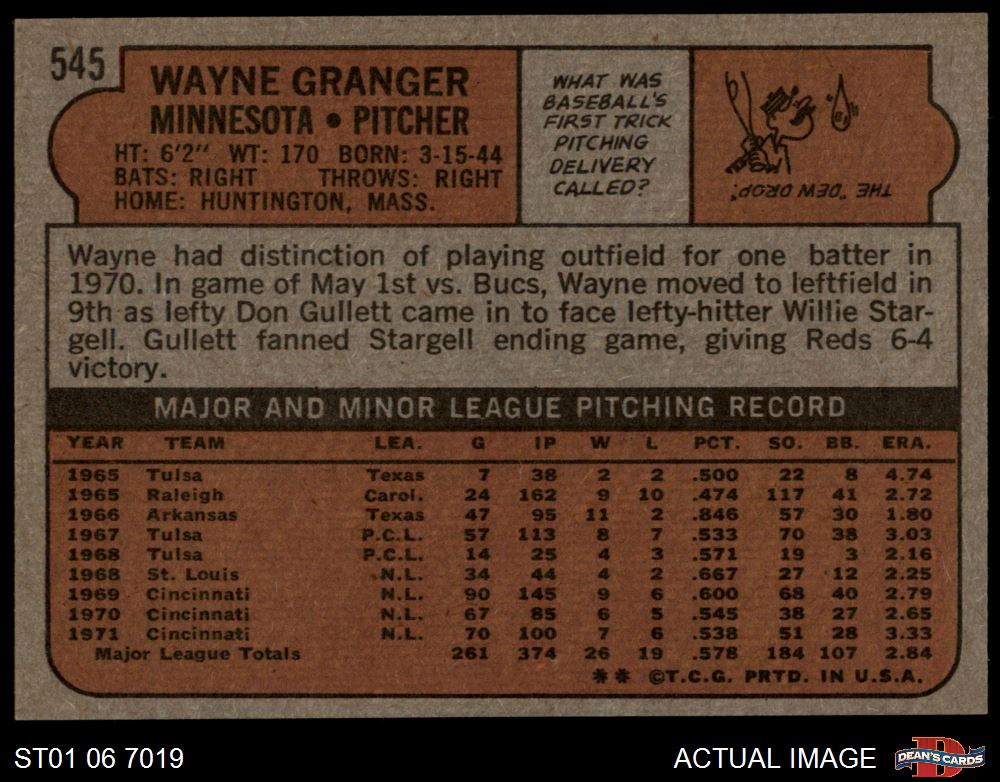 545
WAYNE GRANGER
MINNESOTA • PITCHER
HT: 6'2" WT: 170 BORN: 3-15-44
BATS: RIGHT THROWS: RIGHT
HOME: HUNTINGTON, MASS.
WHAT WAS
BASEBALL'S
FIRST TRICK
PITCHING
DELIVERY
CALLED?
THE "DEW DROP!
Wayne had distinction of playing outfield for one batter in
1970. In game of May 1st vs. Bucs, Wayne moved to leftfield in
9th as lefty Don Gullett came in to face lefty-hitter Willie Star-
gell. Gullett fanned Stargell ending game, giving Reds 6-4
victory.
MAJOR AND MINOR LEAGUE PITCHING RECORD
YEAR TEAM LEA. G IP W L PCT. SO. BB. ERA.
1965 Tulsa Texas 7 38 2 2 .500 22 8 4.74
1965 Raleigh Carol. 24 162 9 10 .474 117 41 2.72
1966 Arkansas Texas 47 95 11 2 .846 57 30 1.80
1967 Tulsa P.C.L. 57 113 8 7 .533 70 38 3.03
1968 Tulsa P.C.L. 14 25 4 3 .571 19 3 2.16
1968 St. Louis N.L. 34 44 4 2 .667 27 12 2.25
1969 Cincinnati N.L. 90 145 9 6 .600 68 40 2.79
1970 Cincinnati N.L. 67 85 6 5 .545 38 27 2.65
1971 Cincinnati N.L. 70 100 7 6 .538 51 28 3.33
Major League Totals 261 374 26 19 .578 184 107 2.84
** ©T.C.G. PRTD. IN U.S.A.
ST01 06 7019
ACTUAL IMAGE
D
DEAN'S CARDS